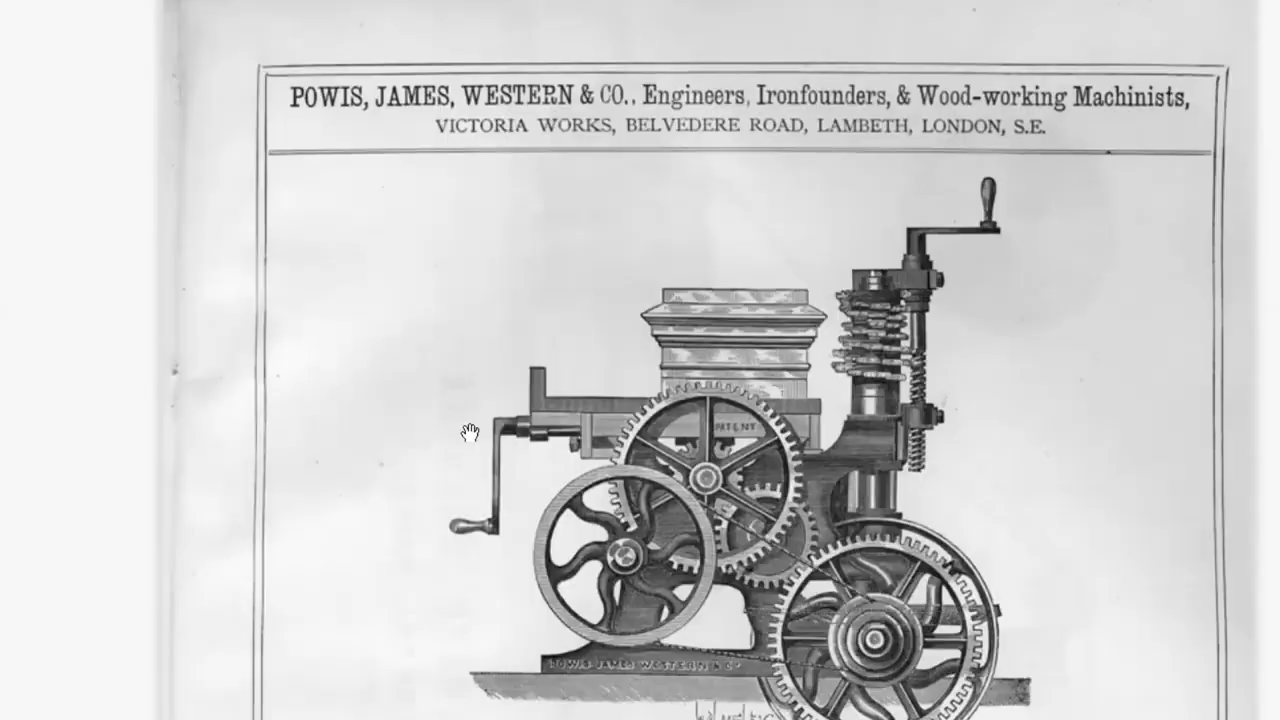 POWIS, JAMES, WESTERN & CO., Engineers, Ironfounders, & Wood-working Machinists,
VICTORIA WORKS, BELVEDERE ROAD, LAMBETH, LONDON, S.E.
PATENT
POWIS JAMES WESTERN & Co